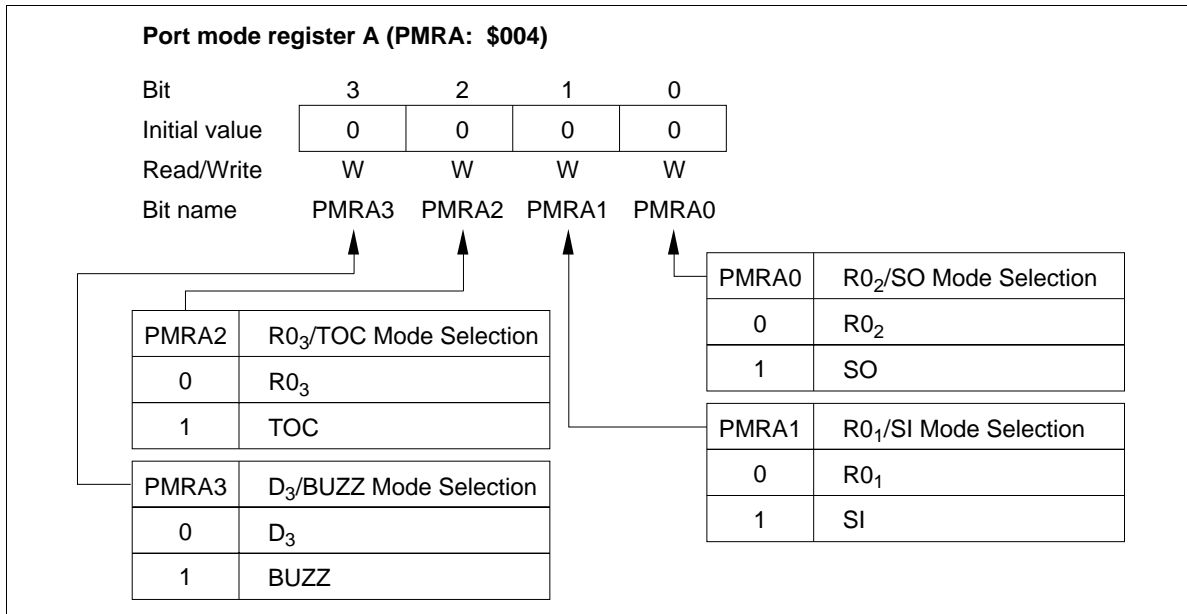 Port mode register A (PMRA: $004)
Bit 3 2 1 0
Initial value 0 0 0 0
Read/Write W W W W
Bit name PMRA3 PMRA2 PMRA1 PMRA0
PMRA2 R0₃/TOC Mode Selection
0 R0₃
1 TOC
PMRA3 D₃/BUZZ Mode Selection
0 D₃
1 BUZZ
PMRA0 R0₂/SO Mode Selection
0 R0₂
1 SO
PMRA1 R0₁/SI Mode Selection
0 R0₁
1 SI